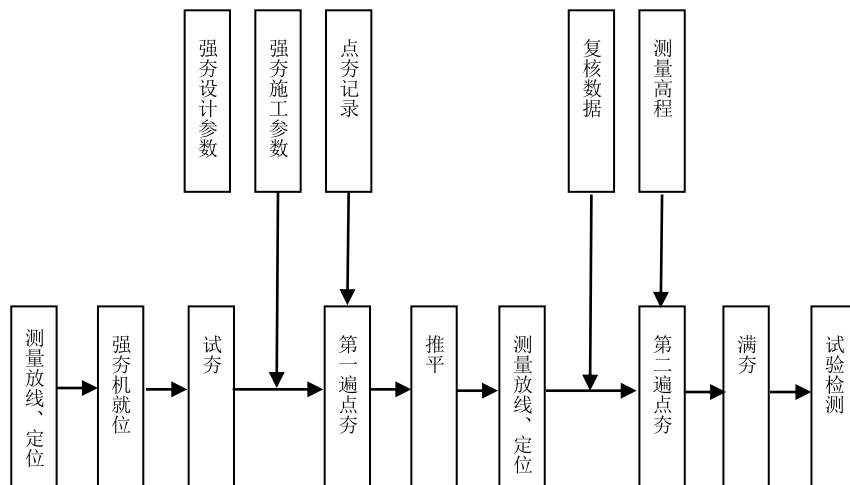 强夯设计参数
强夯施工参数
点夯记录
复核数据
测量高程
测量放线、定位
强夯机就位
试夯
第一遍点夯
推平
测量放线、定位
第二遍点夯
满夯
试验检测